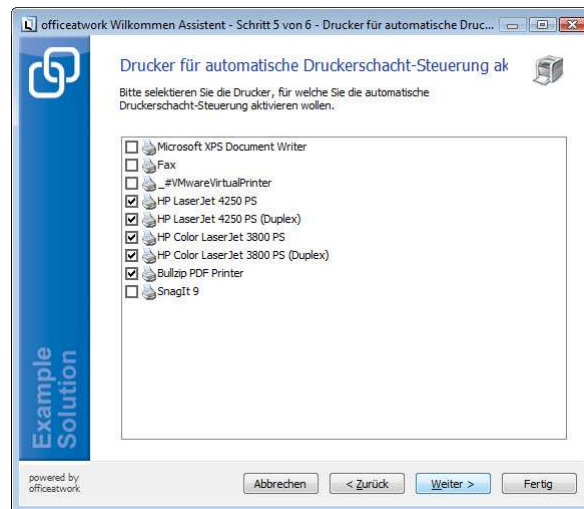 officeatwork Wilkommen Assistent - Schritt 5 von 6 - Drucker für automatische Druc...
Drucker für automatische Druckerschacht-Steuerung ak
Bitte selektieren Sie die Drucker, für welche Sie die automatische
Druckerschacht-Steuerung aktivieren wollen.
Microsoft XPS Document Writer
Fax
_#VMwareVirtualPrinter
HP LaserJet 4250 PS
HP LaserJet 4250 PS (Duplex)
HP Color LaserJet 3800 PS
HP Color LaserJet 3800 PS (Duplex)
Bullzip PDF Printer
SnagIt 9
Example
Solution
powered by
officeatwork
Abbrechen
< Zurück
Weiter >
Fertig